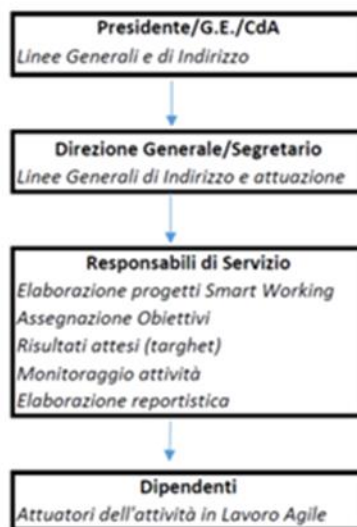 Presidente/G.E./CdA
Linee Generali e di Indirizzo
Direzione Generale/Segretario
Linee Generali di Indirizzo e attuazione
Responsabili di Servizio
Elaborazione progetti Smart Working
Assegnazione Obiettivi
Risultati attesi (targhet)
Monitoraggio attività
Elaborazione reportistica
Dipendenti
Attuatori dell'attività in Lavoro Agile